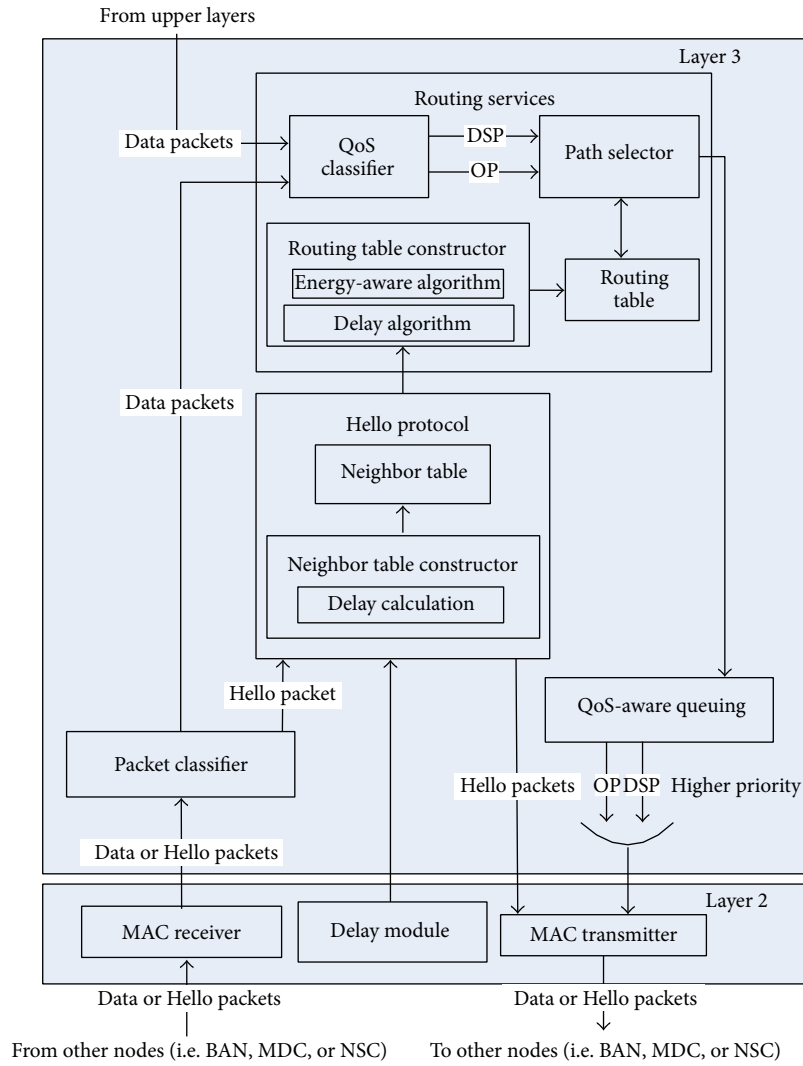 From upper layers
Layer 3
Routing services
Data packets
QoS
classifier
DSP
OP
Path selector
Routing table constructor
Energy-aware algorithm
Delay algorithm
Routing
table
Data packets
Hello protocol
Neighbor table
Neighbor table constructor
Delay calculation
Hello packet
QoS-aware queuing
Packet classifier
Hello packets
OP
DSP
Higher priority
Data or Hello packets
Layer 2
MAC receiver
Delay module
MAC transmitter
Data or Hello packets
Data or Hello packets
From other nodes (i.e. BAN, MDC, or NSC)
To other nodes (i.e. BAN, MDC, or NSC)